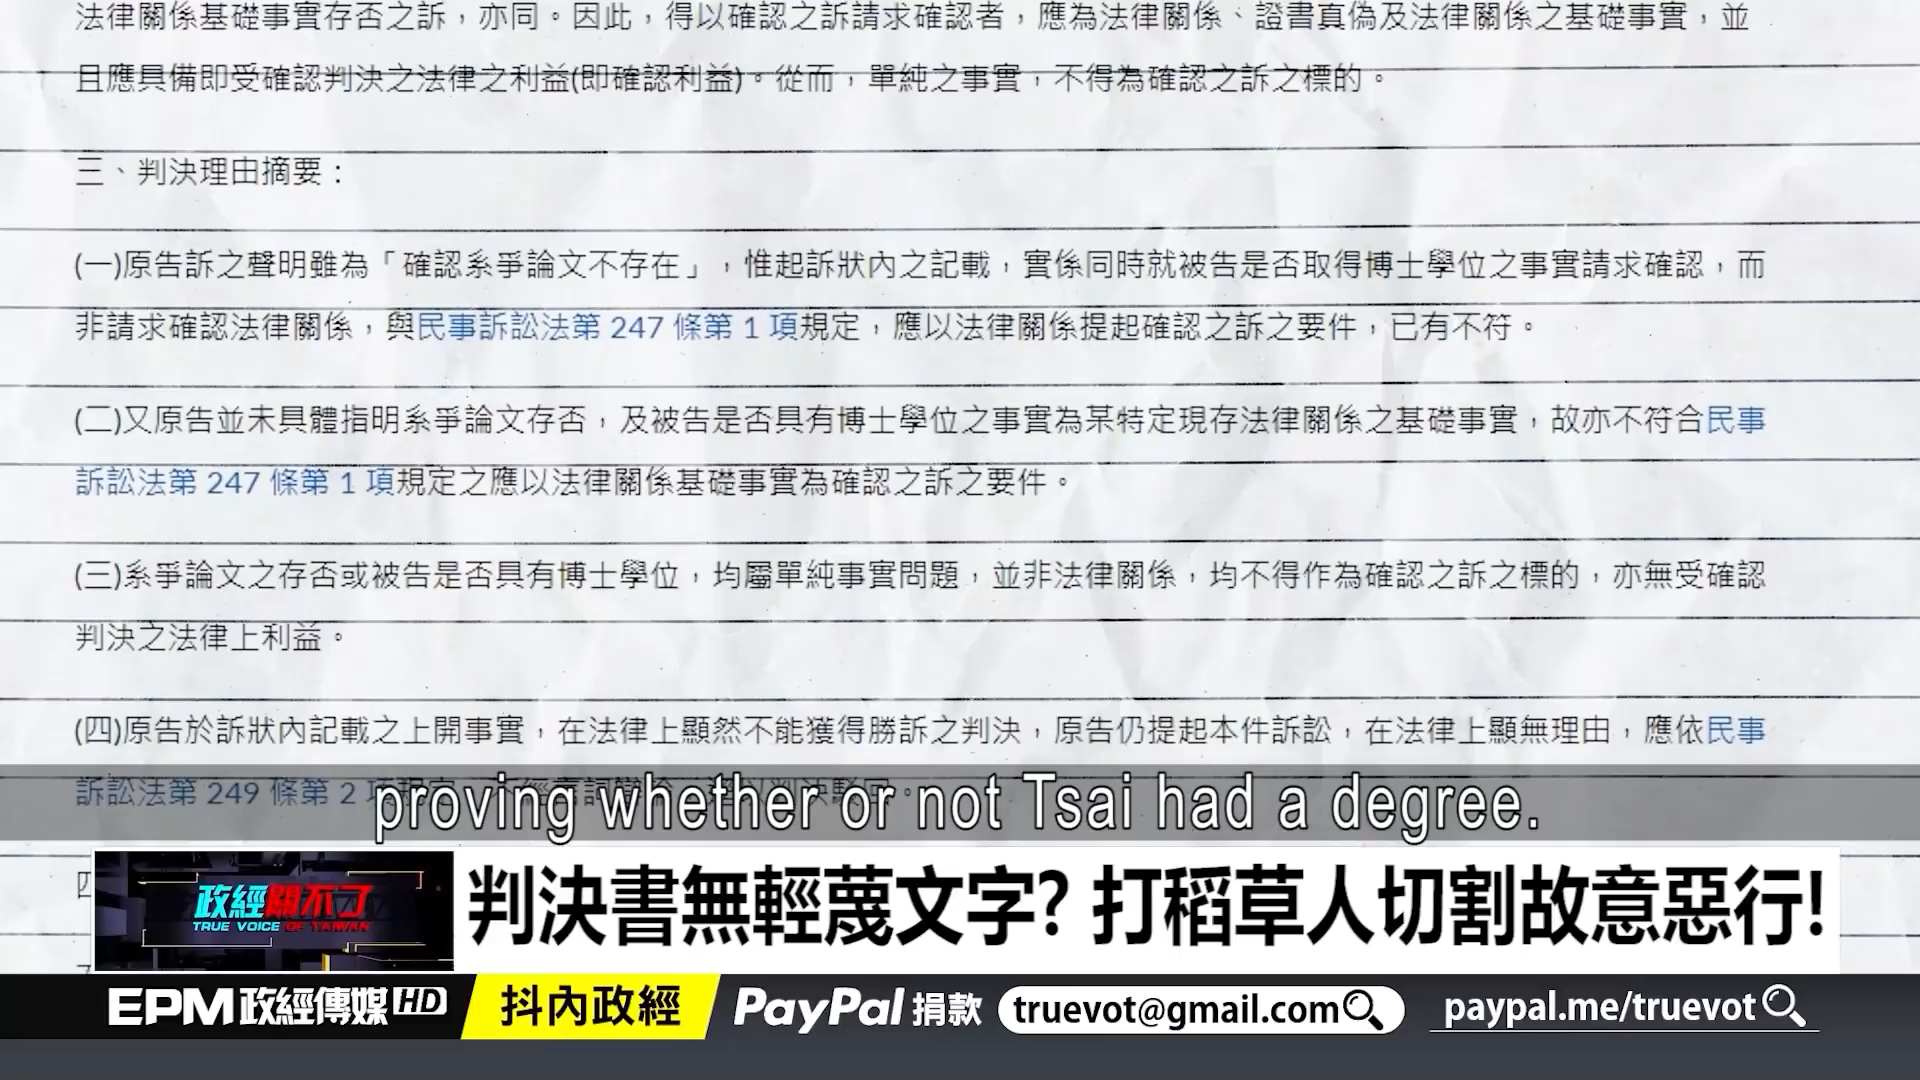 法律關係基礎事實存否之訴，亦同。因此，得以確認之訴請求確認者，應為法律關係、證書真偽及法律關係之基礎事實，並
且應具備即受確認判決之法律之利益(即確認利益)。從而，單純之事實，不得為確認之訴之標的。
三、判決理由摘要：
(一)原告訴之聲明雖為「確認系爭論文不存在」，惟起訴狀內之記載，實係同時就被告是否取得博士學位之事實請求確認，而
非請求確認法律關係，與民事訴訟法第 247 條第 1 項規定，應以法律關係提起確認之訴之要件，已有不符。
(二)又原告並未具體指明系爭論文存否，及被告是否具有博士學位之事實為某特定現存法律關係之基礎事實，故亦不符合民事
訴訟法第 247 條第 1 項規定之應以法律關係基礎事實為確認之訴之要件。
(三)系爭論文之存否或被告是否具有博士學位，均屬單純事實問題，並非法律關係，均不得作為確認之訴之標的，亦無受確認
判決之法律上利益。
(四)原告於訴狀內記載之上開事實，在法律上顯然不能獲得勝訴之判決，原告仍提起本件訴訟，在法律上顯無理由，應依民事
訴訟法第 249 條第 2 項規定
proving whether or not Tsai had a degree.
政經關不了
TRUE VOICE OF TAIWAN
判決書無輕蔑文字? 打稻草人切割故意惡行!
EPM政經傳媒HD 抖內政經 PayPal 捐款 truevot@gmail.com paypal.me/truevot